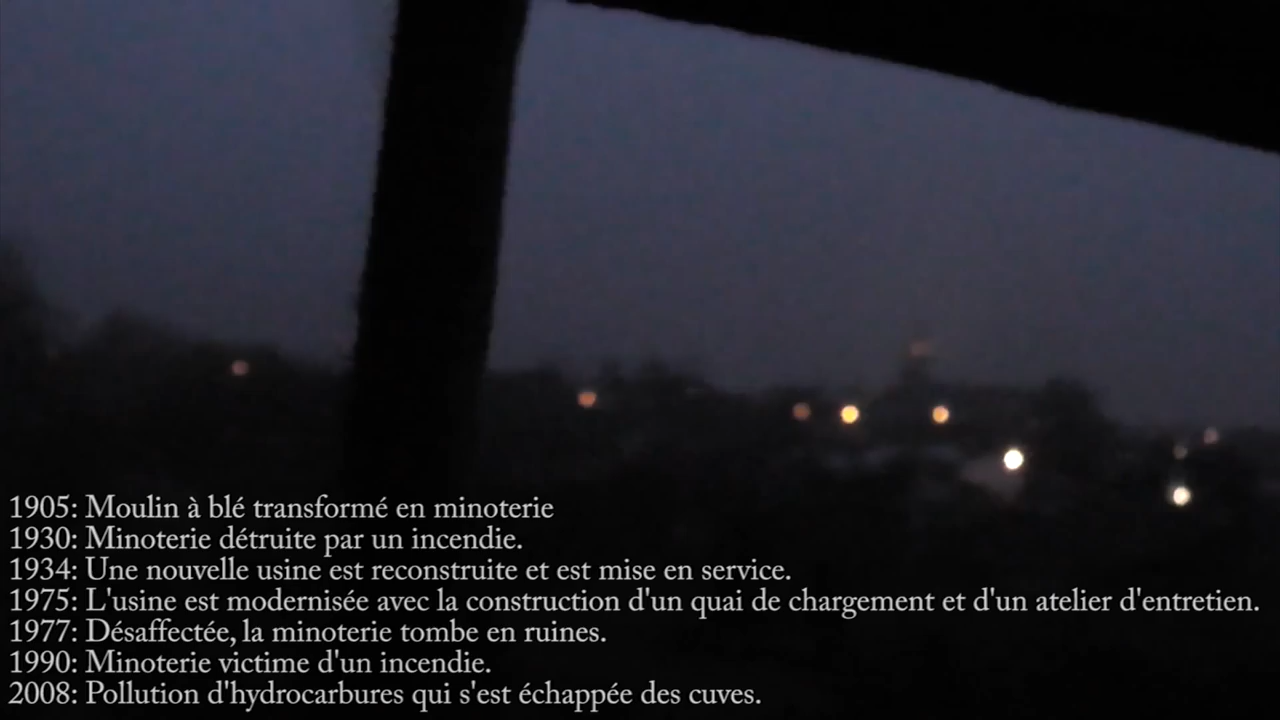 1905: Moulin à blé transformé en minoterie
1930: Minoterie détruite par un incendie.
1934: Une nouvelle usine est reconstruite et est mise en service.
1975: L'usine est modernisée avec la construction d'un quai de chargement et d'un atelier d'entretien.
1977: Désaffectée, la minoterie tombe en ruines.
1990: Minoterie victime d'un incendie.
2008: Pollution d'hydrocarbures qui s'est échappée des cuves.